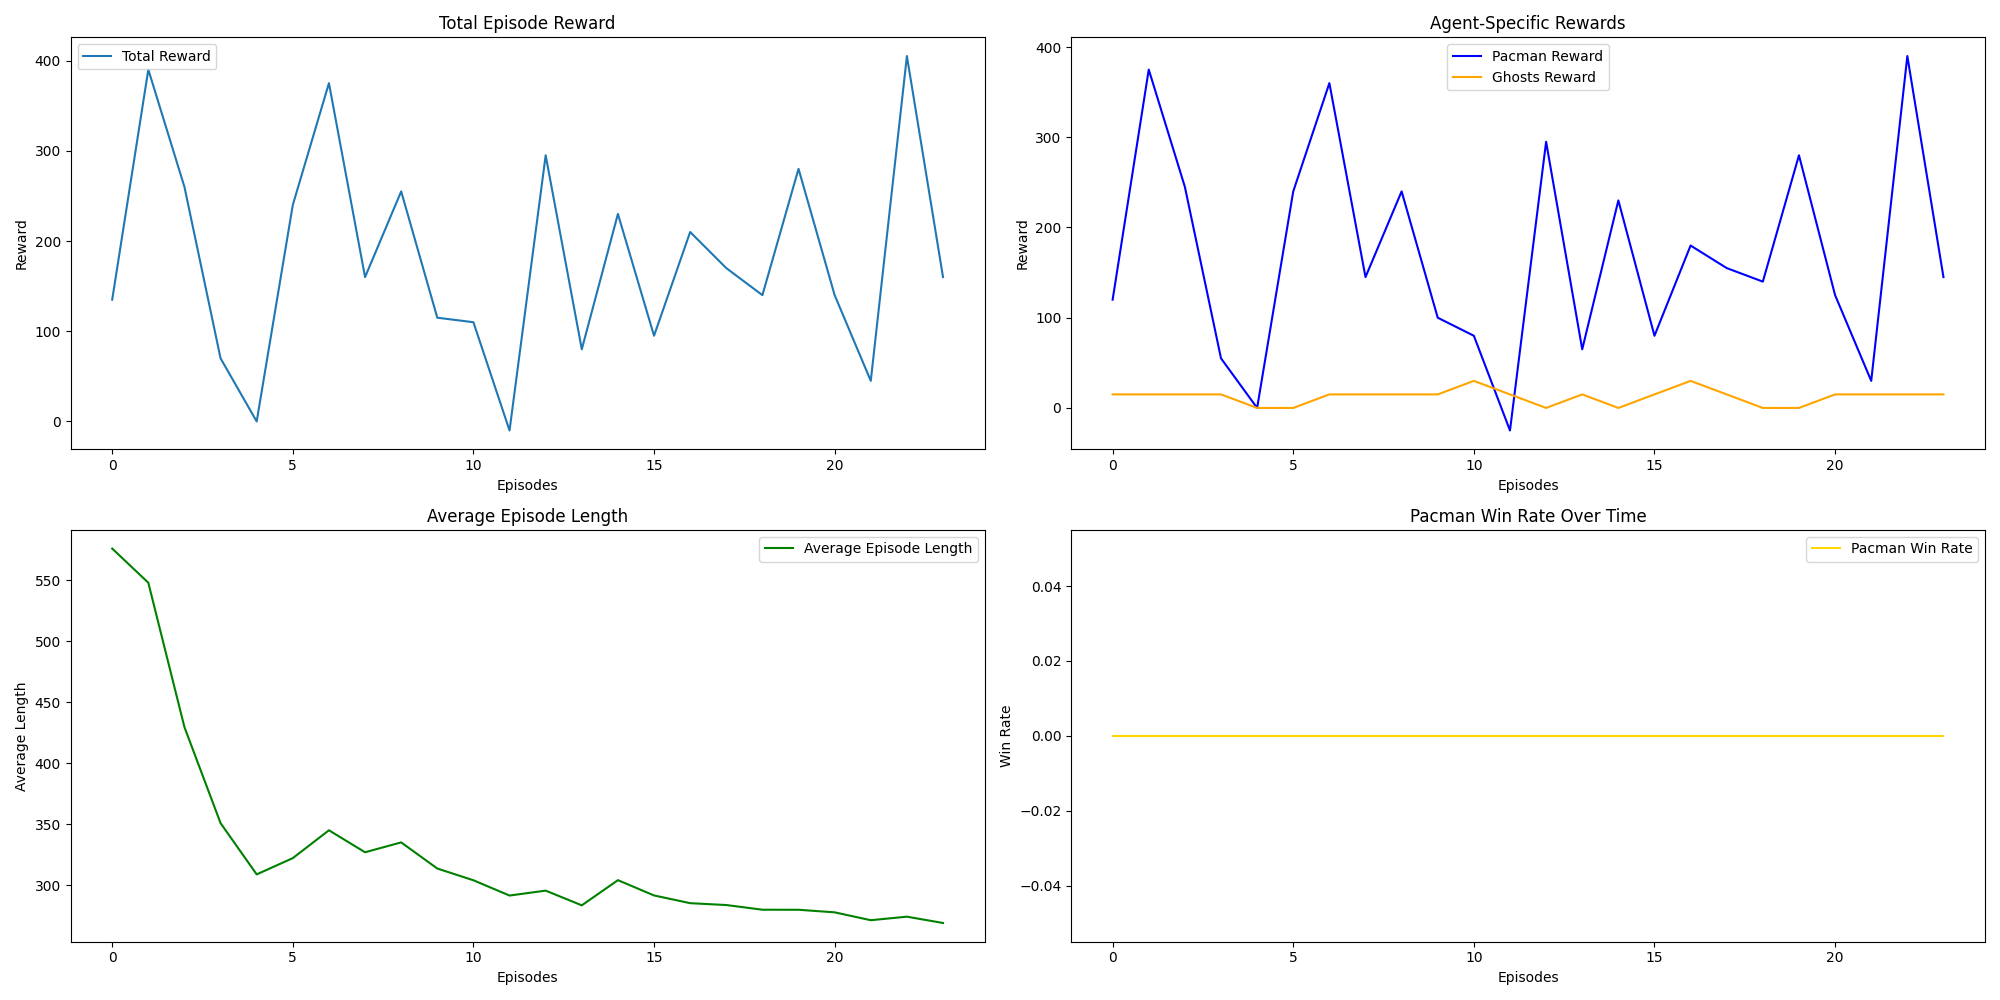 Total Episode Reward
Total Reward
400
300
200
100
0
Reward
0 5 10 15 20
Episodes
Agent-Specific Rewards
Pacman Reward
Ghosts Reward
400
300
200
100
0
Reward
0 5 10 15 20
Episodes
Average Episode Length
Average Episode Length
550
500
450
400
350
300
Average Length
0 5 10 15 20
Episodes
Pacman Win Rate Over Time
Pacman Win Rate
0.04
0.02
0.00
−0.02
−0.04
Win Rate
0 5 10 15 20
Episodes